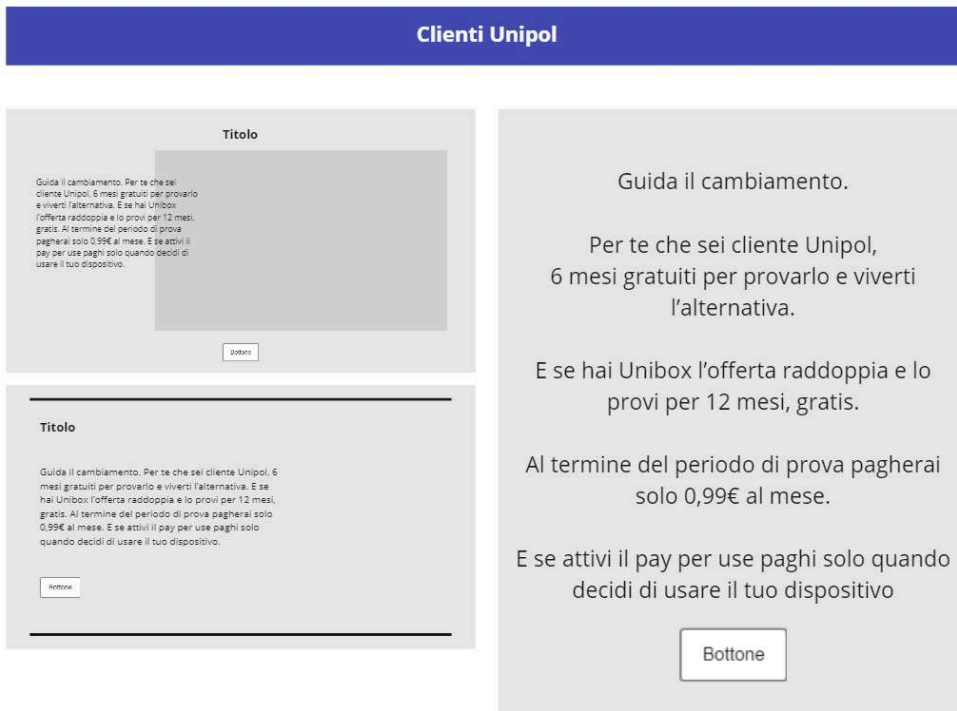 Clienti Unipol
Titolo
Guida il cambiamento. Per te che sei
cliente Unipol, 6 mesi gratuiti per provarlo
e viverti l'alternativa. E se hai Unibox
l'offerta raddoppia e lo provi per 12 mesi,
gratis. Al termine del periodo di prova
pagherai solo 0,99€ al mese. E se attivi il
pay per use paghi solo quando decidi di
usare il tuo dispositivo.
Bottone
Titolo
Guida il cambiamento. Per te che sei cliente Unipol, 6
mesi gratuiti per provarlo e viverti l'alternativa. E se
hai Unibox l'offerta raddoppia e lo provi per 12 mesi,
gratis. Al termine del periodo di prova pagherai solo
0,99€ al mese. E se attivi il pay per use paghi solo
quando decidi di usare il tuo dispositivo.
Bottone
Guida il cambiamento.
Per te che sei cliente Unipol,
6 mesi gratuiti per provarlo e viverti
l’alternativa.
E se hai Unibox l’offerta raddoppia e lo
provi per 12 mesi, gratis.
Al termine del periodo di prova pagherai
solo 0,99€ al mese.
E se attivi il pay per use paghi solo quando
decidi di usare il tuo dispositivo
Bottone